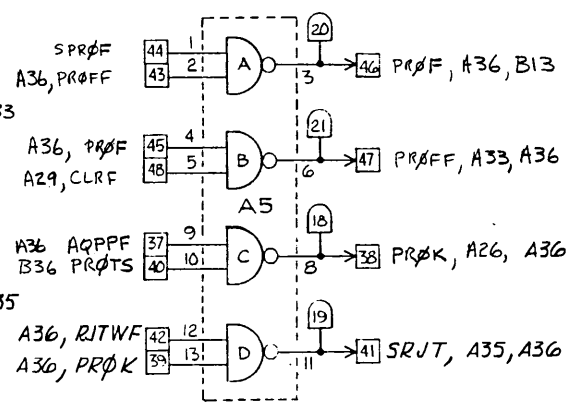 20
SPRØF 44 1
A36, PRØFF 43 2 A 3 46 PRØF, A36, B13
33
21
A36, PRØF 45 4
A29, CLRF 48 5 B 6 47 PRØFF, A33, A36
A5
18
A36 AQPPF 37 9
B36 PRØTS 40 10 C 8 38 PRØK, A26, A36
35
19
A36, RJTWF 42 12
A36, PRØK 39 13 D 11 41 SRJT, A35, A36